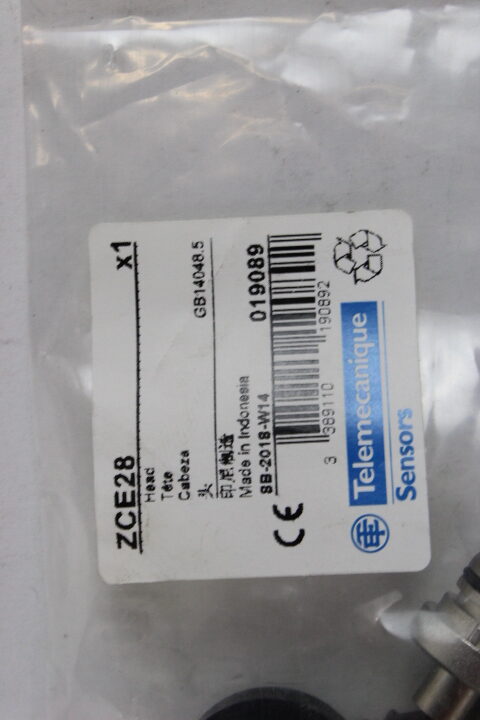 ZCE28 x1
Head
Tête
Cabeza
头 GB14048.5
印尼制造
Made in Indonesia
SB-2018-W14 019089
3 389110 190892
CE
Telemecanique
Sensors